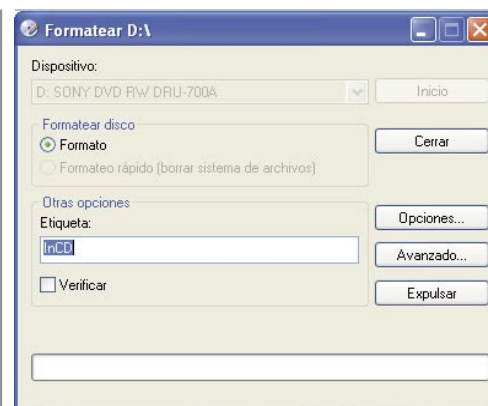 Formatear D:\
Dispositivo:
D: SONY DVD RW DRU-700A
Inicio
Formatear disco
Formato
Formateo rápido (borrar sistema de archivos)
Cerrar
Otras opciones
Etiqueta:
InCD
Verificar
Opciones...
Avanzado...
Expulsar